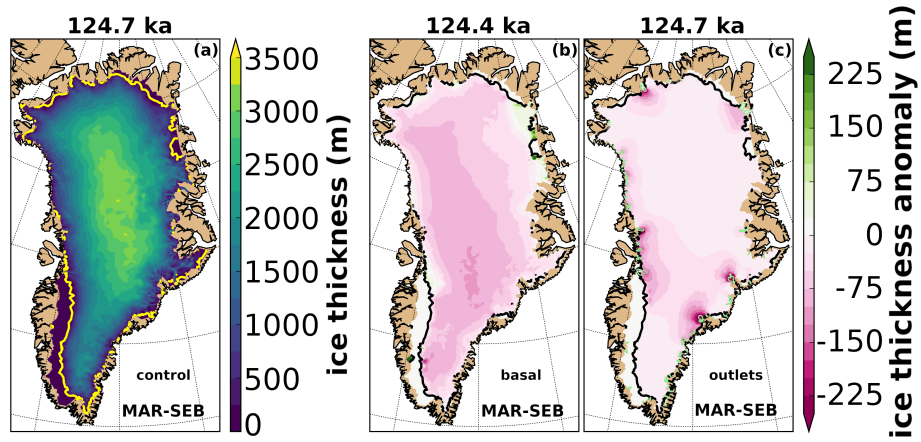 124.7 ka
124.4 ka
124.7 ka
(a)
(b)
(c)
control
MAR-SEB
basal
MAR-SEB
outlets
MAR-SEB
3500
3000
2500
2000
1500
1000
500
0
ice thickness (m)
225
150
75
0
-75
-150
-225
ice thickness anomaly (m)